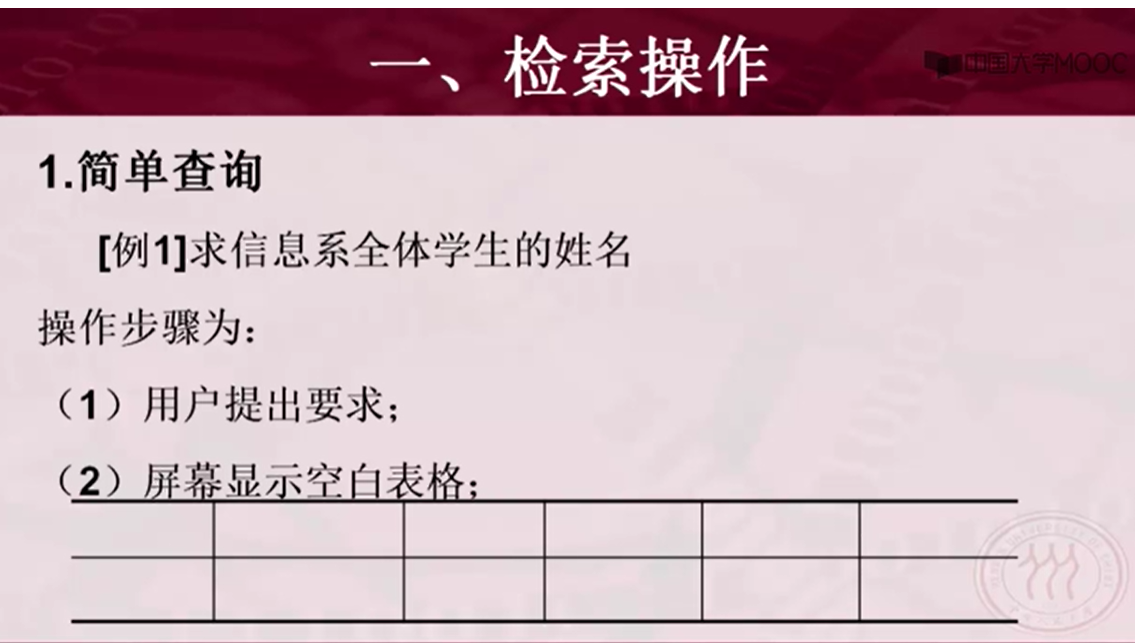 一、检索操作
中国大学MOOC
1.简单查询
[例1]求信息系全体学生的姓名
操作步骤为：
（1）用户提出要求；
（2）屏幕显示空白表格；